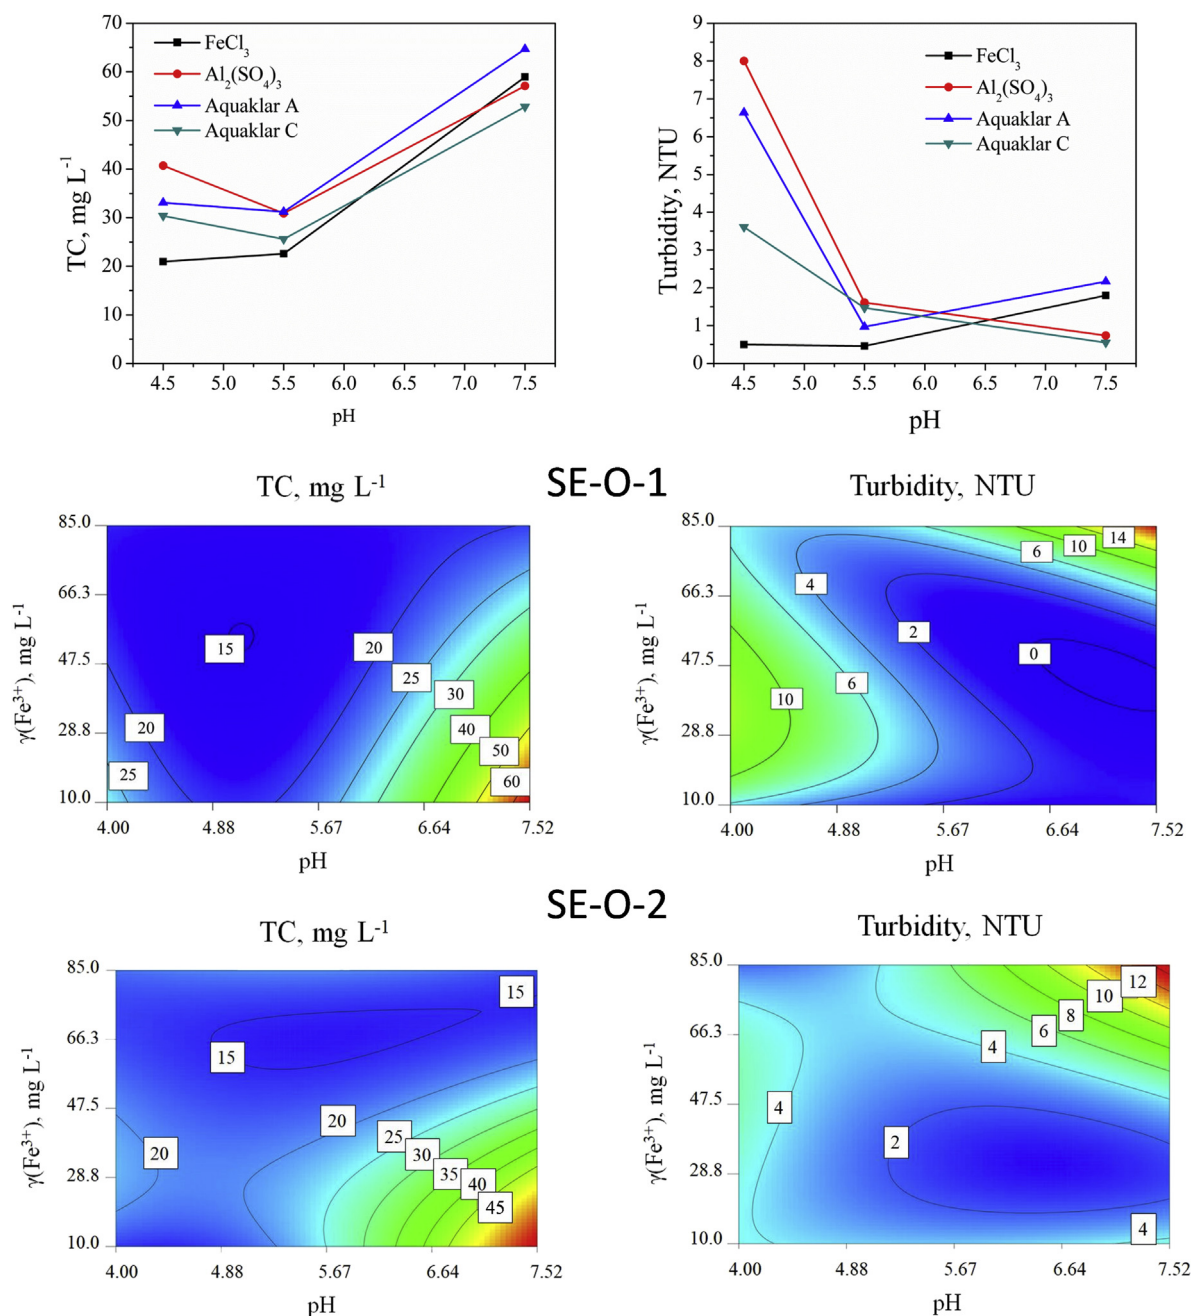 70
60
50
40
30
20
10
0
TC, mg L⁻¹
FeCl₃
Al₂(SO₄)₃
Aquaklar A
Aquaklar C
4.5 5.0 5.5 6.0 6.5 7.0 7.5
pH
9
8
7
6
5
4
3
2
1
0
Turbidity, NTU
FeCl₃
Al₂(SO₄)₃
Aquaklar A
Aquaklar C
4.5 5.0 5.5 6.0 6.5 7.0 7.5
pH
SE-O-1
TC, mg L⁻¹
85.0
66.3
47.5
28.8
10.0
γ(Fe³⁺), mg L⁻¹
15
20
25
30
40
50
60
20
25
4.00 4.88 5.67 6.64 7.52
pH
Turbidity, NTU
85.0
66.3
47.5
28.8
10.0
γ(Fe³⁺), mg L⁻¹
14
10
6
4
2
0
6
10
4.00 4.88 5.67 6.64 7.52
pH
SE-O-2
TC, mg L⁻¹
85.0
66.3
47.5
28.8
10.0
γ(Fe³⁺), mg L⁻¹
15
15
20
20
25
30
35
40
45
4.00 4.88 5.67 6.64 7.52
pH
Turbidity, NTU
85.0
66.3
47.5
28.8
10.0
γ(Fe³⁺), mg L⁻¹
12
10
8
6
4
4
2
4
4.00 4.88 5.67 6.64 7.52
pH